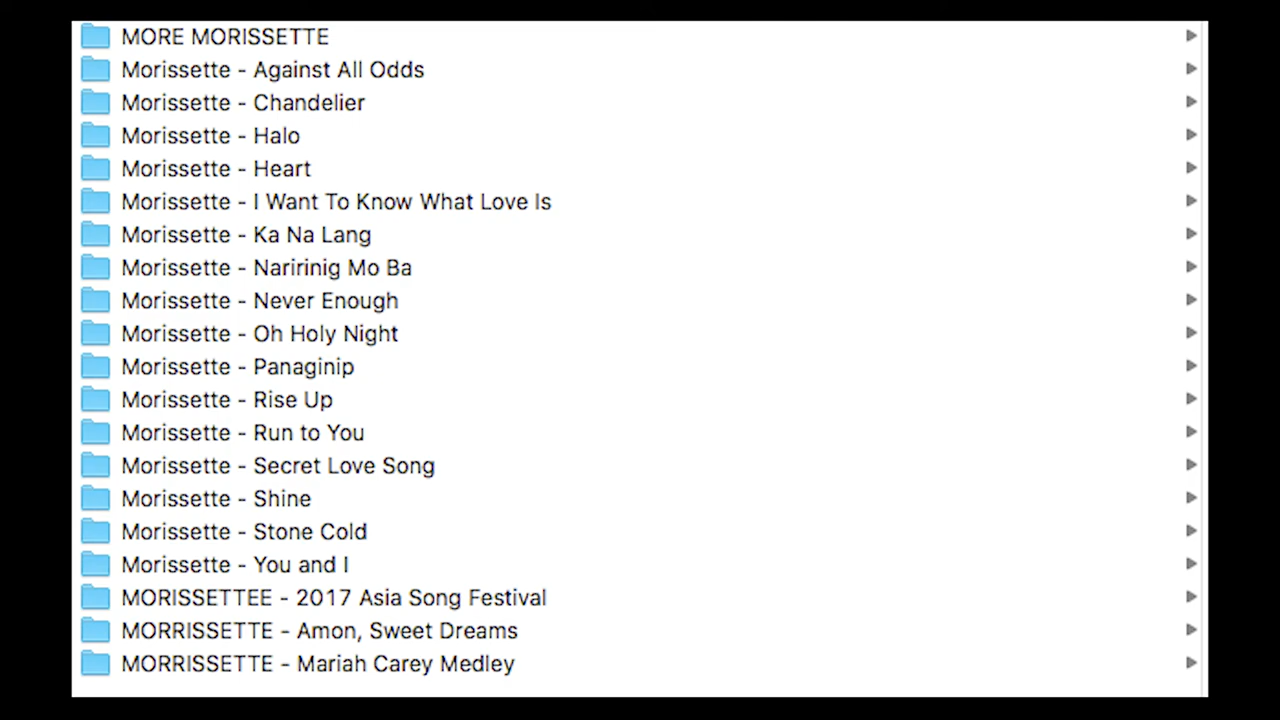 MORE MORISSETTE
Morissette - Against All Odds
Morissette - Chandelier
Morissette - Halo
Morissette - Heart
Morissette - I Want To Know What Love Is
Morissette - Ka Na Lang
Morissette - Naririnig Mo Ba
Morissette - Never Enough
Morissette - Oh Holy Night
Morissette - Panaginip
Morissette - Rise Up
Morissette - Run to You
Morissette - Secret Love Song
Morissette - Shine
Morissette - Stone Cold
Morissette - You and I
MORISSETTEE - 2017 Asia Song Festival
MORRISSETTE - Amon, Sweet Dreams
MORRISSETTE - Mariah Carey Medley